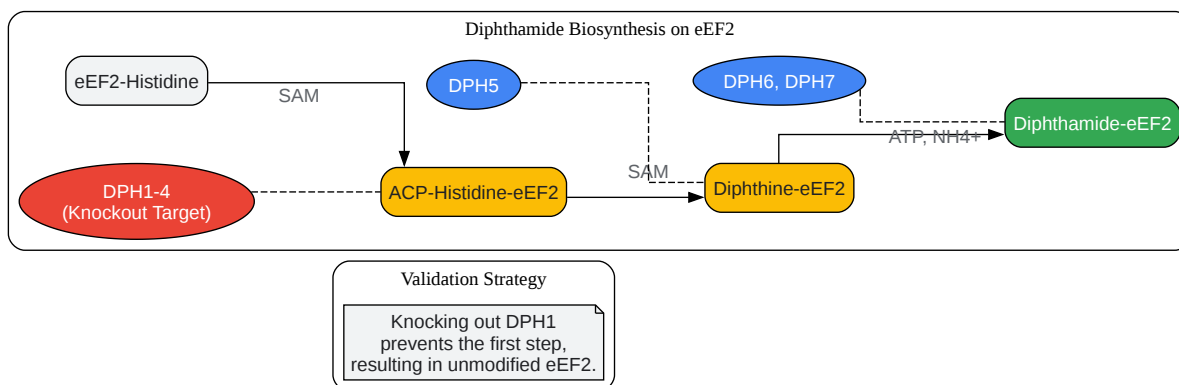 Diphthamide Biosynthesis on eEF2
eEF2-Histidine
SAM
DPH5
DPH6, DPH7
Diphthamide-eEF2
ATP, NH4+
DPH1-4
(Knockout Target)
ACP-Histidine-eEF2
SAM
Diphthine-eEF2
Validation Strategy
Knocking out DPH1
prevents the first step,
resulting in unmodified eEF2.